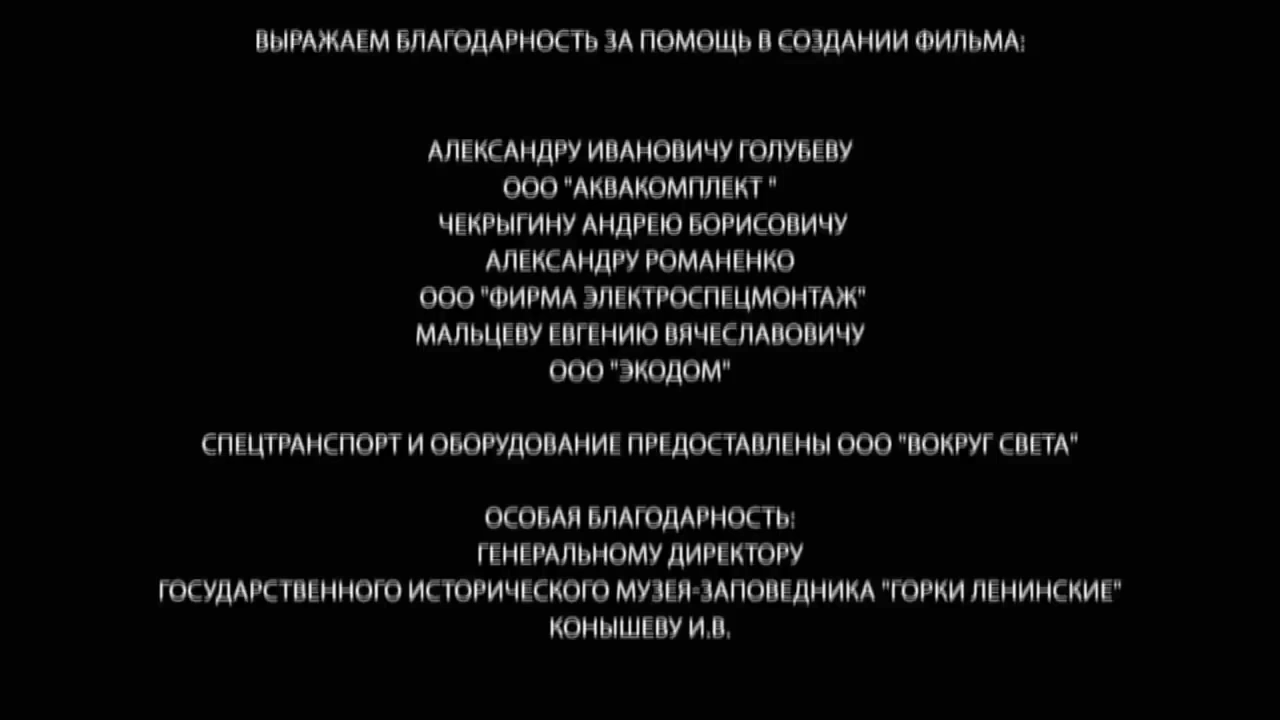 ВЫРАЖАЕМ БЛАГОДАРНОСТЬ ЗА ПОМОЩЬ В СОЗДАНИИ ФИЛЬМА:
АЛЕКСАНДРУ ИВАНОВИЧУ ГОЛУБЕВУ
ООО "АКВАКОМПЛЕКТ "
ЧЕКРЫГИНУ АНДРЕЮ БОРИСОВИЧУ
АЛЕКСАНДРУ РОМАНЕНКО
ООО "ФИРМА ЭЛЕКТРОСПЕЦМОНТАЖ"
МАЛЬЦЕВУ ЕВГЕНИЮ ВЯЧЕСЛАВОВИЧУ
ООО "ЭКОДОМ"
СПЕЦТРАНСПОРТ И ОБОРУДОВАНИЕ ПРЕДОСТАВЛЕНЫ ООО "ВОКРУГ СВЕТА"
ОСОБАЯ БЛАГОДАРНОСТЬ:
ГЕНЕРАЛЬНОМУ ДИРЕКТОРУ
ГОСУДАРСТВЕННОГО ИСТОРИЧЕСКОГО МУЗЕЯ-ЗАПОВЕДНИКА "ГОРКИ ЛЕНИНСКИЕ"
КОНЫШЕВУ И.В.